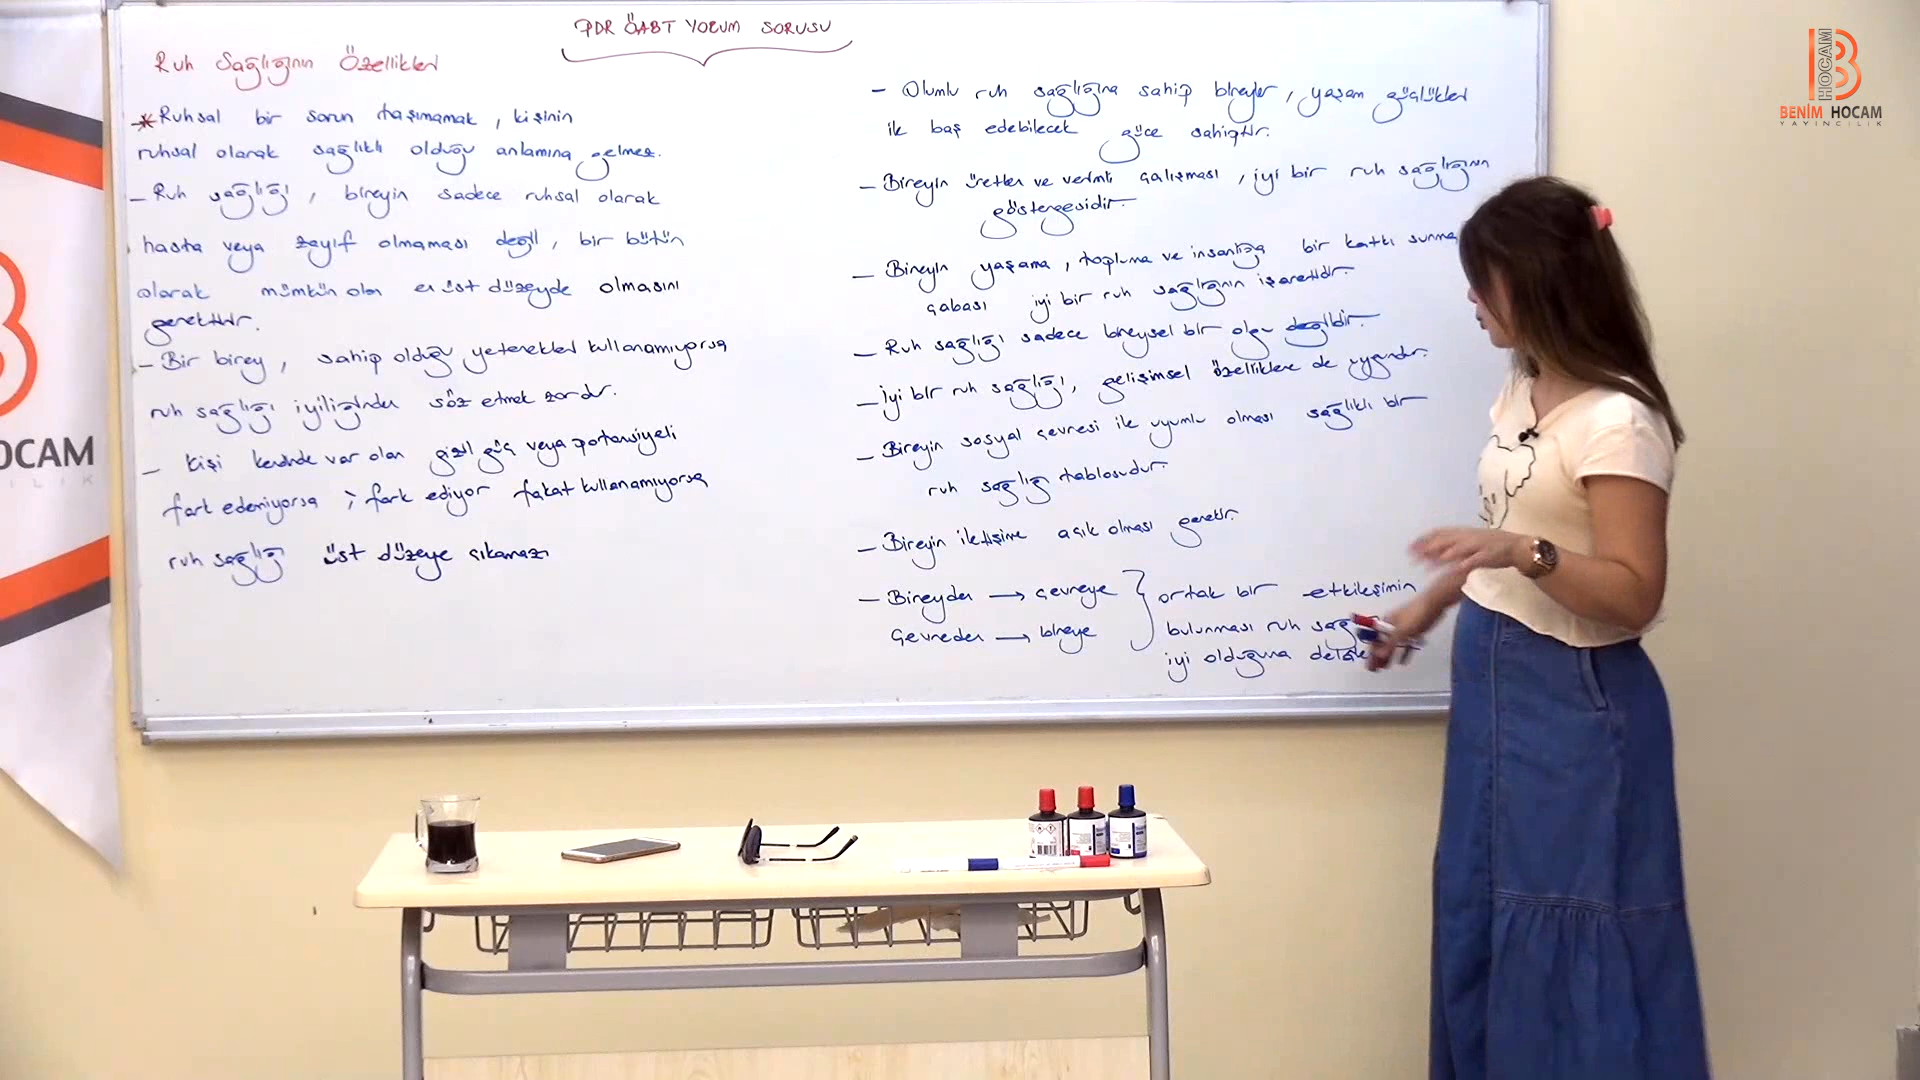 PDR ÖABT YORUM SORUSU
Ruh Sağlığının Özellikleri
* Ruhsal bir sorun taşımamak, kişinin
ruhsal olarak sağlıklı olduğu anlamına gelmez.
- Ruh sağlığı, bireyin sadece ruhsal olarak
hasta veya zayıf olmaması değil, bir bütün
olarak mümkün olan en üst düzeyde olmasını
gerektirir.
- Bir birey, sahip olduğu yetenekleri kullanamıyorsa
ruh sağlığı iyiliğinden söz etmek zordur.
- Kişi kendinde var olan gizil güç veya potansiyeli
fark edemiyorsa; fark ediyor fakat kullanamıyorsa
ruh sağlığı üst düzeye çıkamaz
- Olumlu ruh sağlığına sahip bireyler, yaşam güçlükleri
ile baş edebilecek güce sahiptir.
- Bireyin üretken ve verimli çalışması, iyi bir ruh sağlığının
göstergesidir.
- Bireyin yaşama, topluma ve insanlığa bir katkı sunma
çabası iyi bir ruh sağlığının işaretidir.
- Ruh sağlığı sadece bireysel bir olgu değildir.
- İyi bir ruh sağlığı, gelişimsel özelliklere de uygundur.
- Bireyin sosyal çevresi ile uyumlu olması sağlıklı bir
ruh sağlığı tablosudur.
- Bireyin iletişime açık olması gerekir.
- Bireyden → çevreye } ortak bir etkileşimin
Çevreden → bireye bulunması ruh
iyi olduğuna
BENİM HOCAM
YAYINCILIK
HOCAM
OCAM